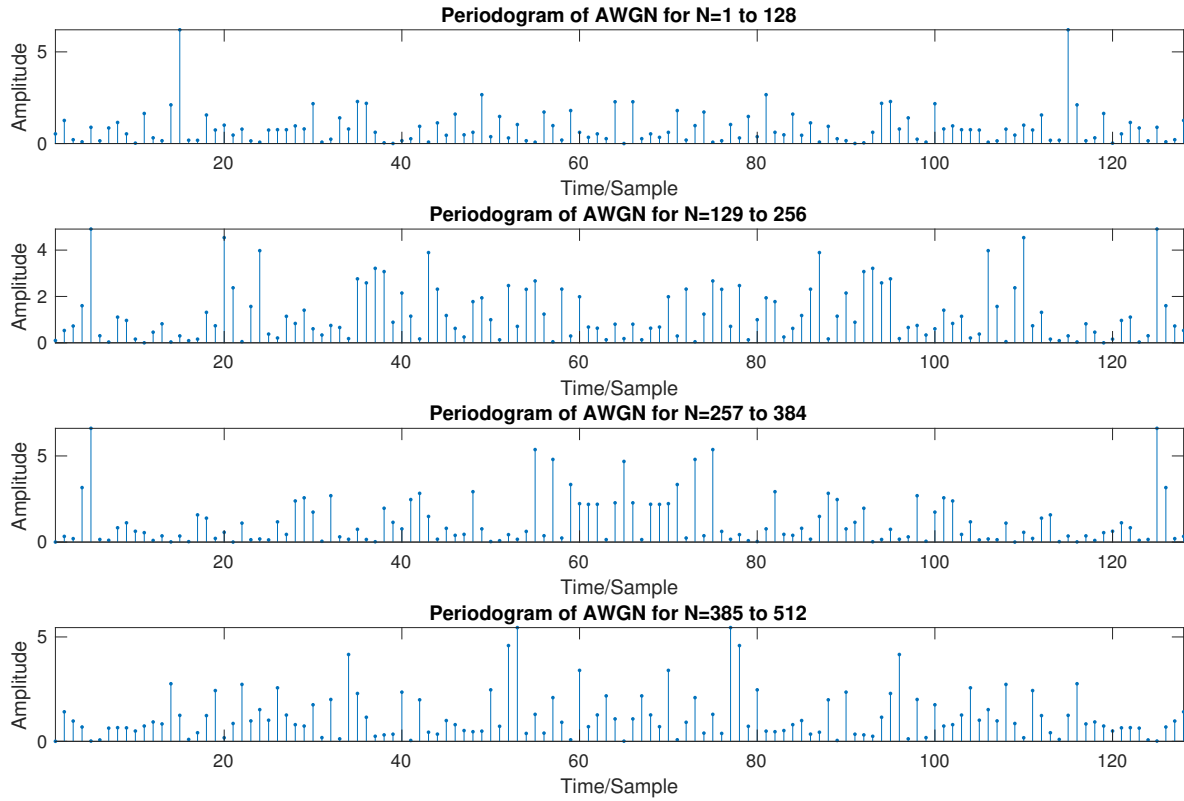 Periodogram of AWGN for N=1 to 128
Amplitude
5
0
20 40 60 80 100 120
Time/Sample
Periodogram of AWGN for N=129 to 256
Amplitude
4
2
0
20 40 60 80 100 120
Time/Sample
Periodogram of AWGN for N=257 to 384
Amplitude
5
0
20 40 60 80 100 120
Time/Sample
Periodogram of AWGN for N=385 to 512
Amplitude
5
0
20 40 60 80 100 120
Time/Sample